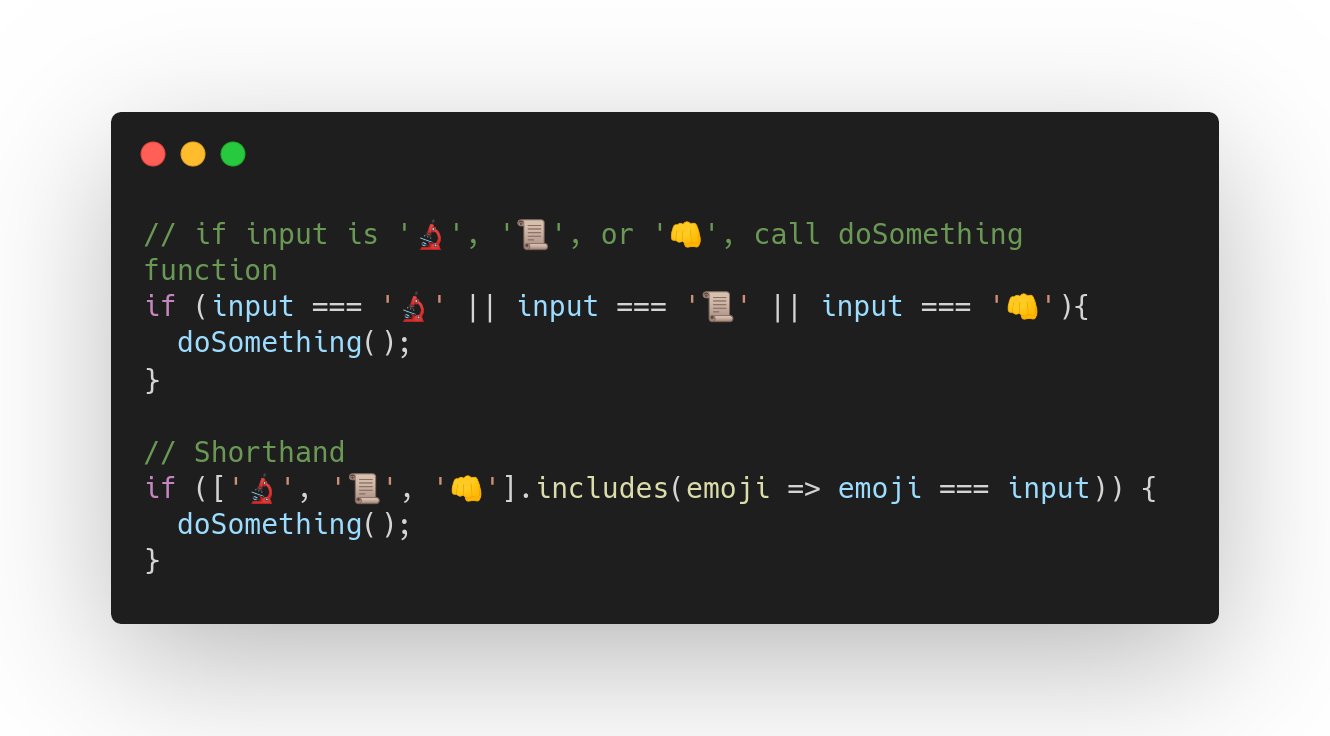 // if input is '🔬', '📜', or '👊', call doSomething
function
if (input === '🔬' || input === '📜' || input === '👊'){
  doSomething();
}

// Shorthand
if (['🔬', '📜', '👊'].includes(emoji => emoji === input)) {
  doSomething();
}